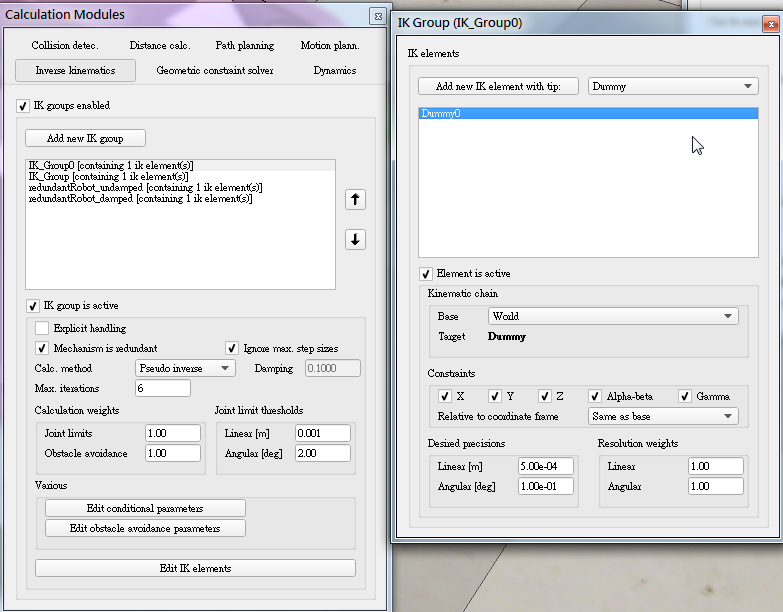 Calculation Modules
Collision detec. Distance calc. Path planning Motion plann.
Inverse kinematics Geometric constraint solver Dynamics
IK groups enabled
Add new IK group
IK_Group0 [containing 1 ik element(s)]
IK_Group [containing 1 ik element(s)]
redundantRobot_undamped [containing 1 ik element(s)]
redundantRobot_damped [containing 1 ik element(s)]
IK group is active
Explicit handling
Mechanism is redundant Ignore max. step sizes
Calc. method Pseudo inverse Damping 0.1000
Max. iterations 6
Calculation weights Joint limit thresholds
Joint limits 1.00 Linear [m] 0.001
Obstacle avoidance 1.00 Angular [deg] 2.00
Various
Edit conditional parameters
Edit obstacle avoidance parameters
Edit IK elements
IK Group (IK_Group0)
IK elements
Add new IK element with tip: Dummy
Dummy0
Element is active
Kinematic chain
Base World
Target Dummy
Constraints
X Y Z Alpha-beta Gamma
Relative to coordinate frame Same as base
Desired precisions Resolution weights
Linear [m] 5.00e-04 Linear 1.00
Angular [deg] 1.00e-01 Angular 1.00